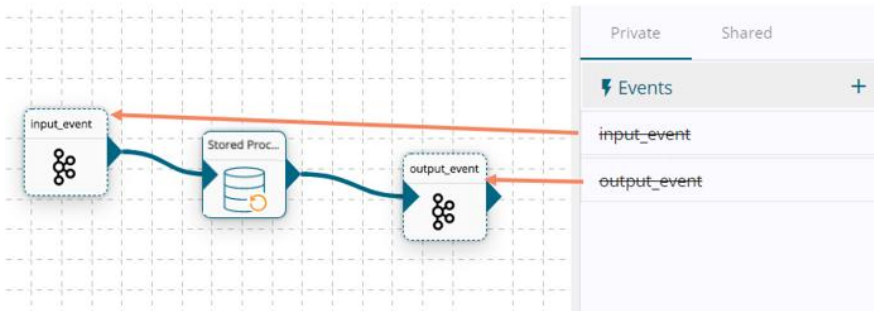 Private Shared
Events +
input_event
output_event
input_event
Stored Proc...
output_event